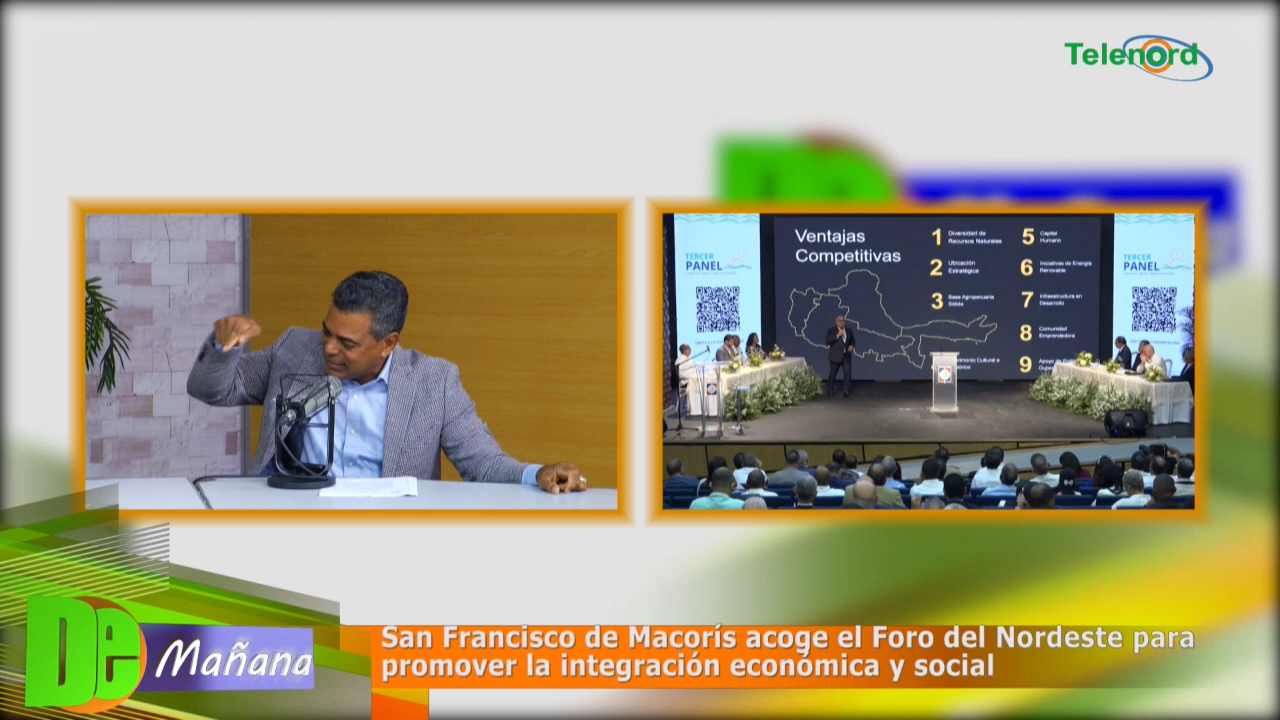 Telenord
TERCER
PANEL
Ventajas
Competitivas
1 Diversidad de
Recursos Naturales
2 Ubicación
Estratégica
3 Base Agropecuaria
Sólida
5 Capital
Humano
6 Iniciativas de Energía
Renovable
7 Infraestructura en
Desarrollo
8 Comunidad
Emprendedora
9 Apoyo de
TERCER
PANEL
De
Mañana
San Francisco de Macorís acoge el Foro del Nordeste para
promover la integración económica y social